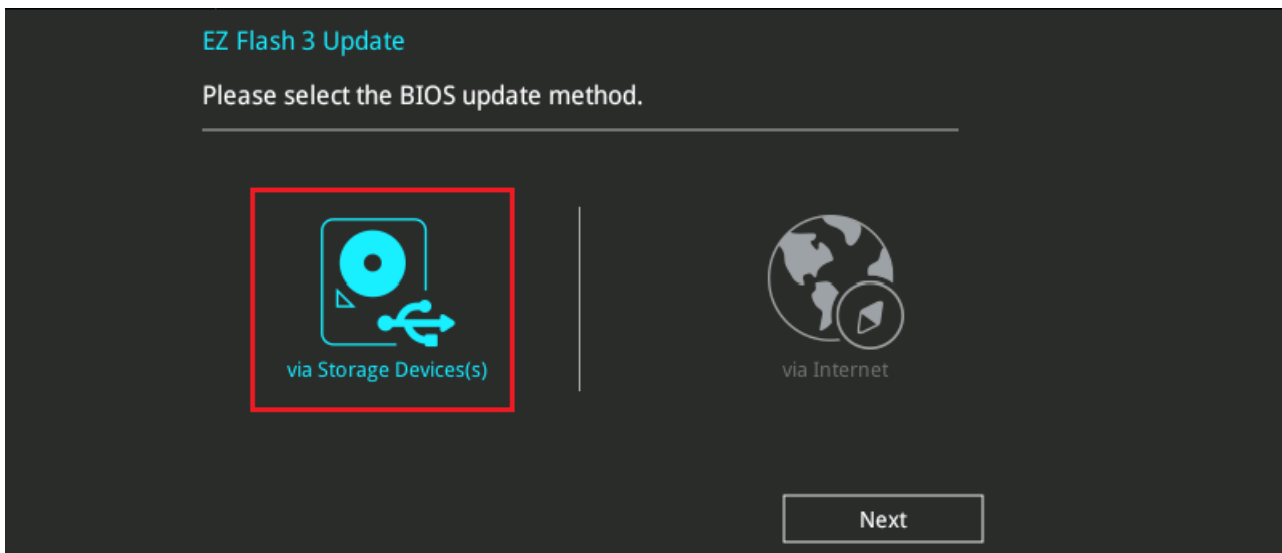 EZ Flash 3 Update
Please select the BIOS update method.
via Storage Devices(s)
via Internet
Next